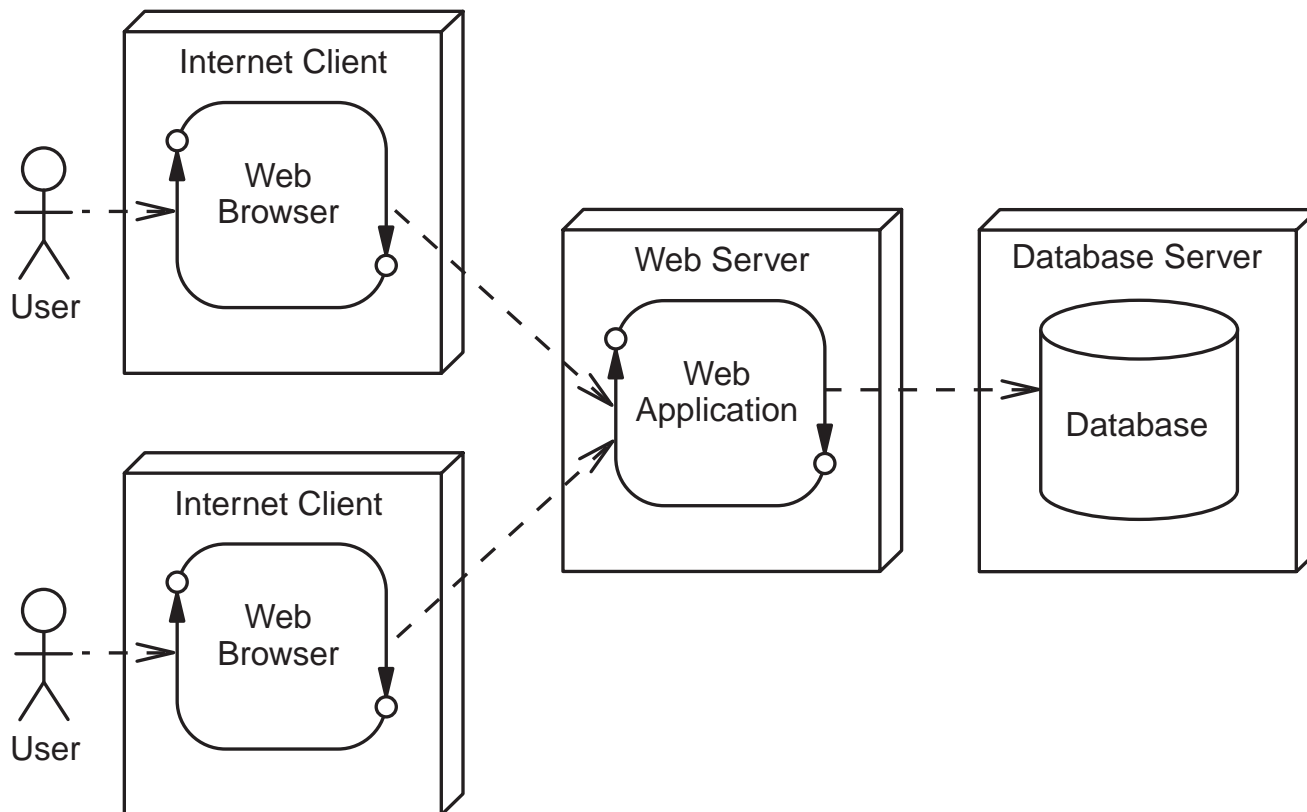 Internet Client
Web
Browser
User
Internet Client
Web
Browser
User
Web Server
Web
Application
Database Server
Database